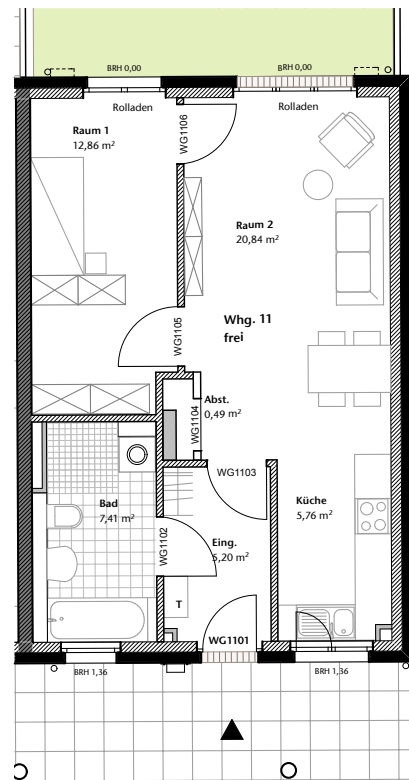 BRH 0,00
BRH 0,00
Rolladen
Rolladen
Raum 1
12,86 m²
WG1106
Raum 2
20,84 m²
Whg. 11
frei
WG1105
Abst.
0,49 m²
WG1104
WG1103
Bad
7,41 m²
Küche
5,76 m²
WG1102
Eing.
5,20 m²
T
WG1101
BRH 1,36
BRH 1,36